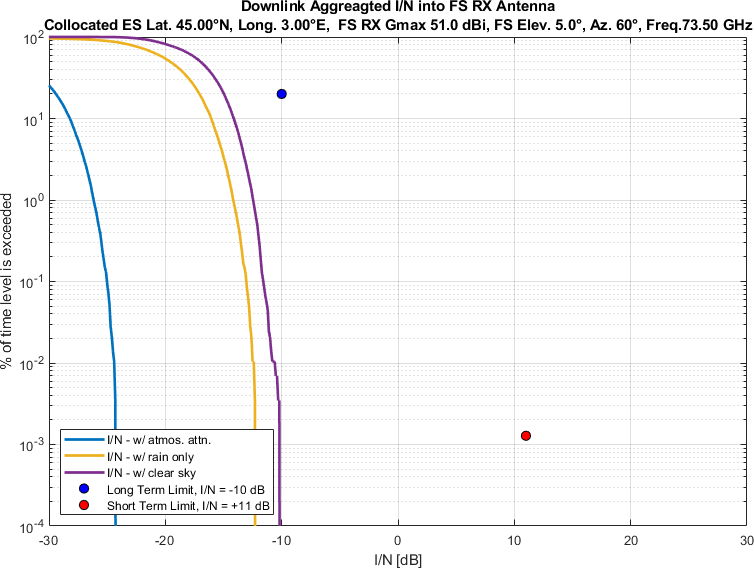 Downlink Aggreagted I/N into FS RX Antenna
Collocated ES Lat. 45.00°N, Long. 3.00°E, FS RX Gmax 51.0 dBi, FS Elev. 5.0°, Az. 60°, Freq.73.50 GHz
% of time level is exceeded
10^2
10^1
10^0
10^-1
10^-2
10^-3
10^-4
I/N - w/ atmos. attn.
I/N - w/ rain only
I/N - w/ clear sky
Long Term Limit, I/N = -10 dB
Short Term Limit, I/N = +11 dB
-30 -20 -10 0 10 20 30
I/N [dB]